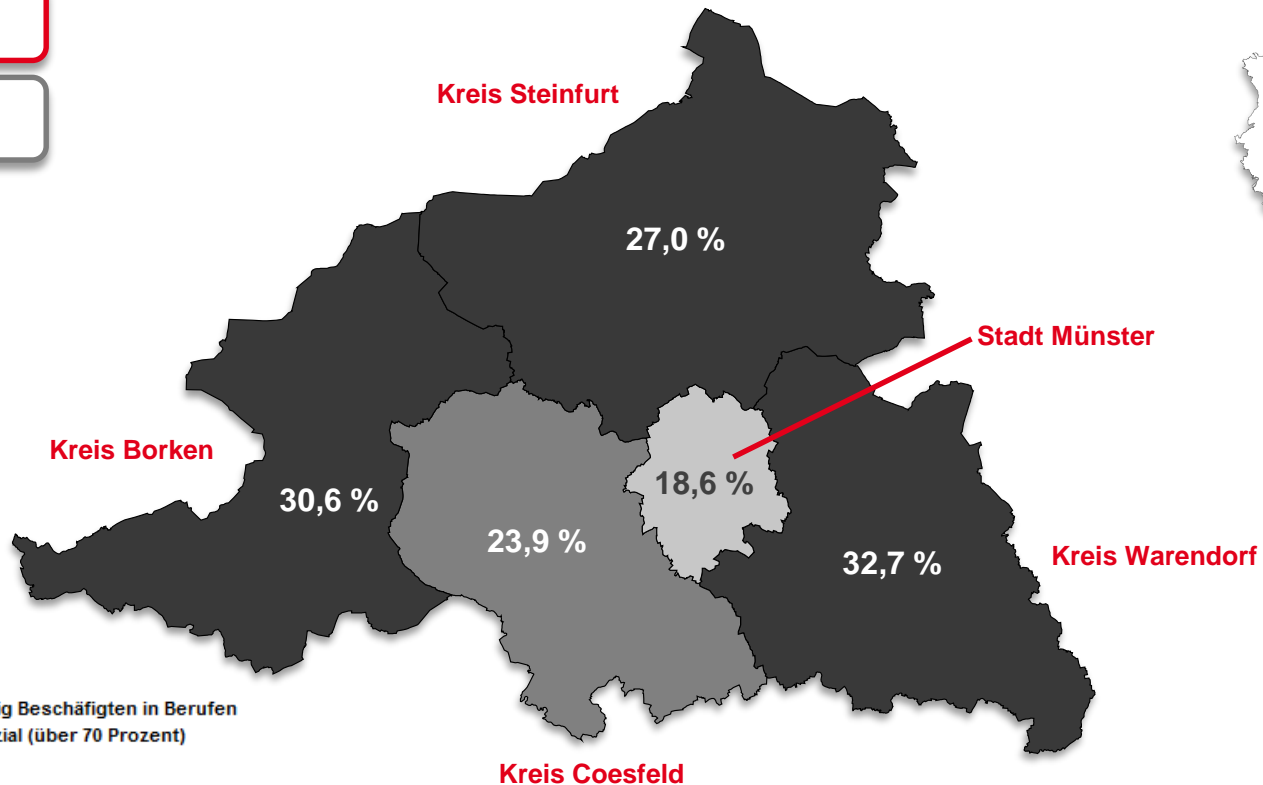 Kreis Steinfurt
27,0 %
Stadt Münster
Kreis Borken
30,6 %
18,6 %
23,9 %
32,7 %
Kreis Warendorf
ig Beschäfigten in Berufen
zial (über 70 Prozent)
Kreis Coesfeld